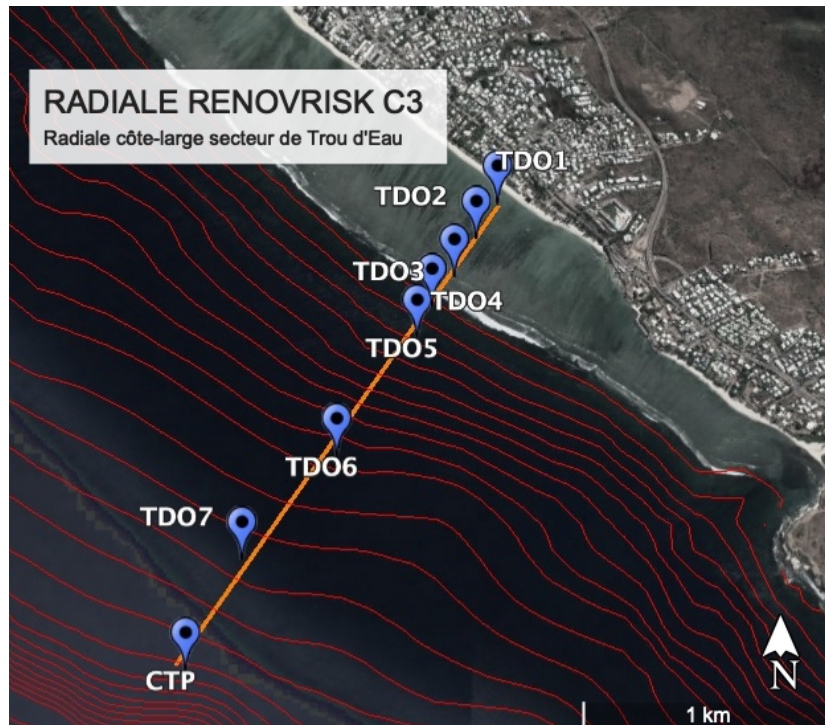 RADIALE RENOVRISK C3
Radiale côte-large secteur de Trou d'Eau
TDO1
TDO2
TDO3
TDO4
TDO5
TDO6
TDO7
CTP
N
1 km